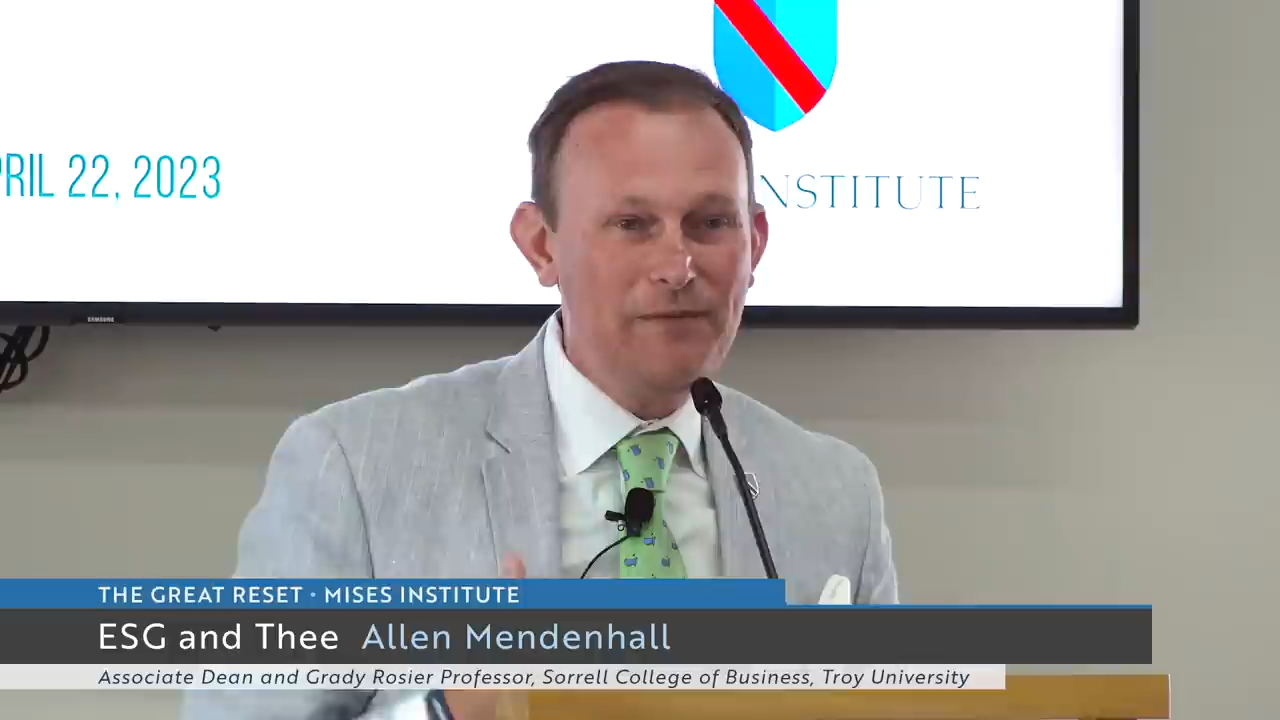 PRIL 22, 2023
NSTITUTE
SAMSUNG
THE GREAT RESET · MISES INSTITUTE
ESG and Thee Allen Mendenhall
Associate Dean and Grady Rosier Professor, Sorrell College of Business, Troy University